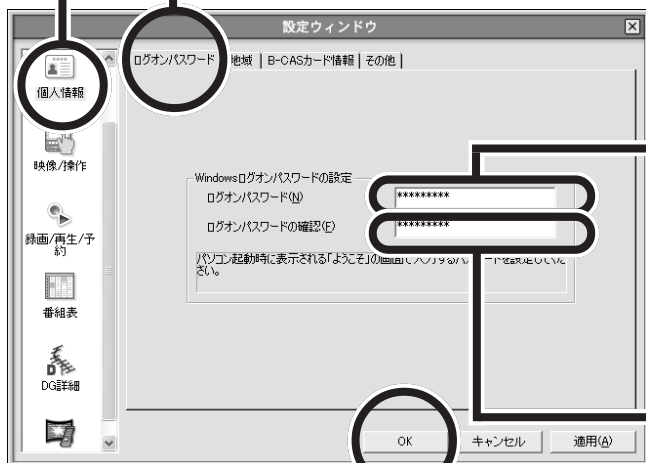 設定ウィンドウ
個人情報
映像/操作
録画/再生/予
約
番組表
DG詳細
ログオンパスワード 地域 B-CASカード情報 その他
Windowsログオンパスワードの設定
ログオンパスワード(N)
*********
ログオンパスワードの確認(F)
*********
パソコン起動時に表示される「ようこそ」の画面で入力するパスワードを設定してくだ
さい。
OK キャンセル 適用(A)